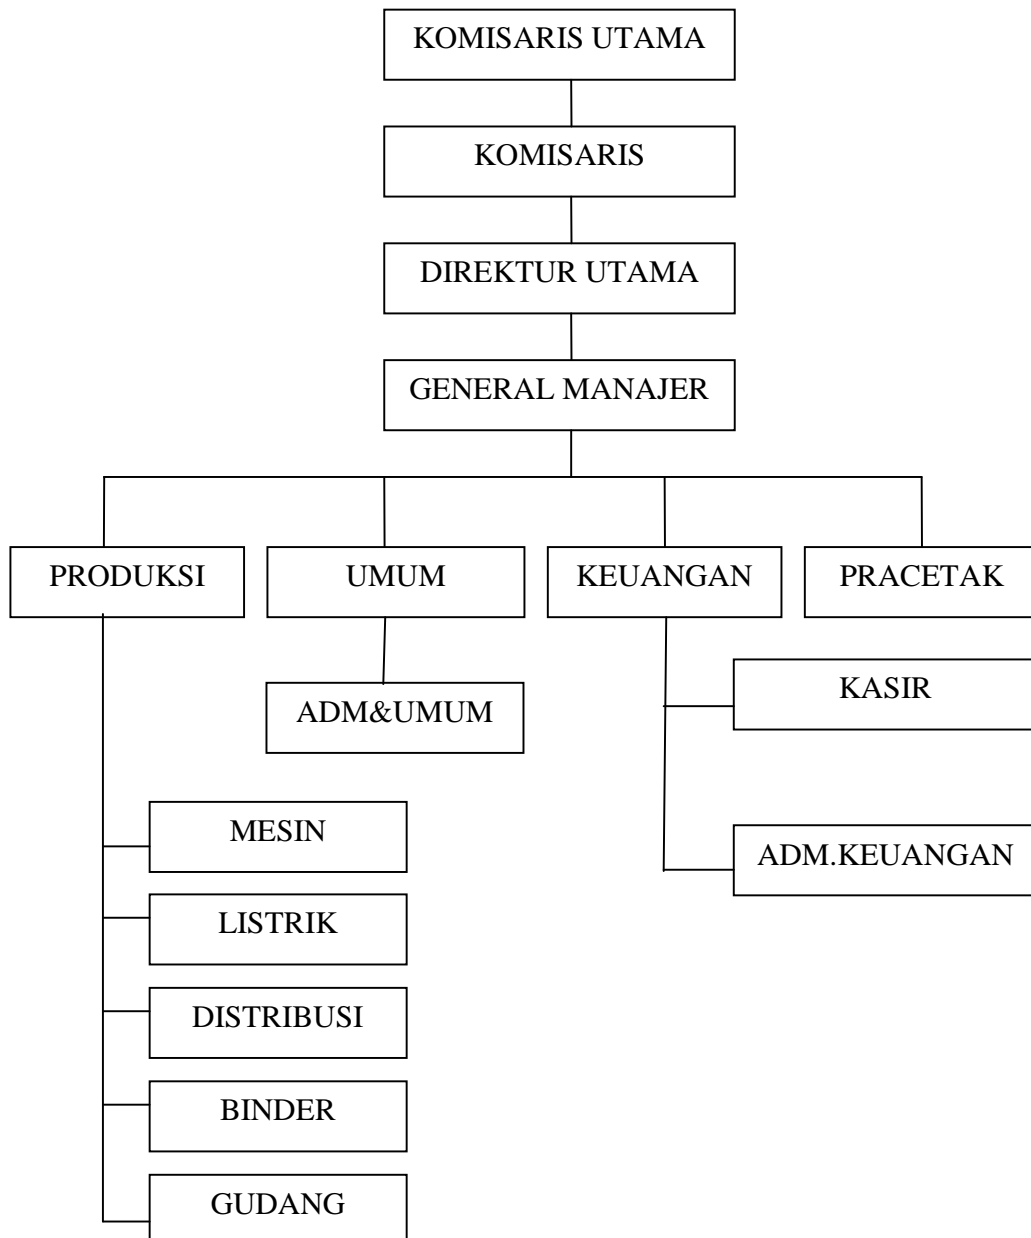 KOMISARIS UTAMA
KOMISARIS
DIREKTUR UTAMA
GENERAL MANAJER
PRODUKSI
UMUM
KEUANGAN
PRACETAK
KASIR
ADM&UMUM
MESIN
ADM.KEUANGAN
LISTRIK
DISTRIBUSI
BINDER
GUDANG